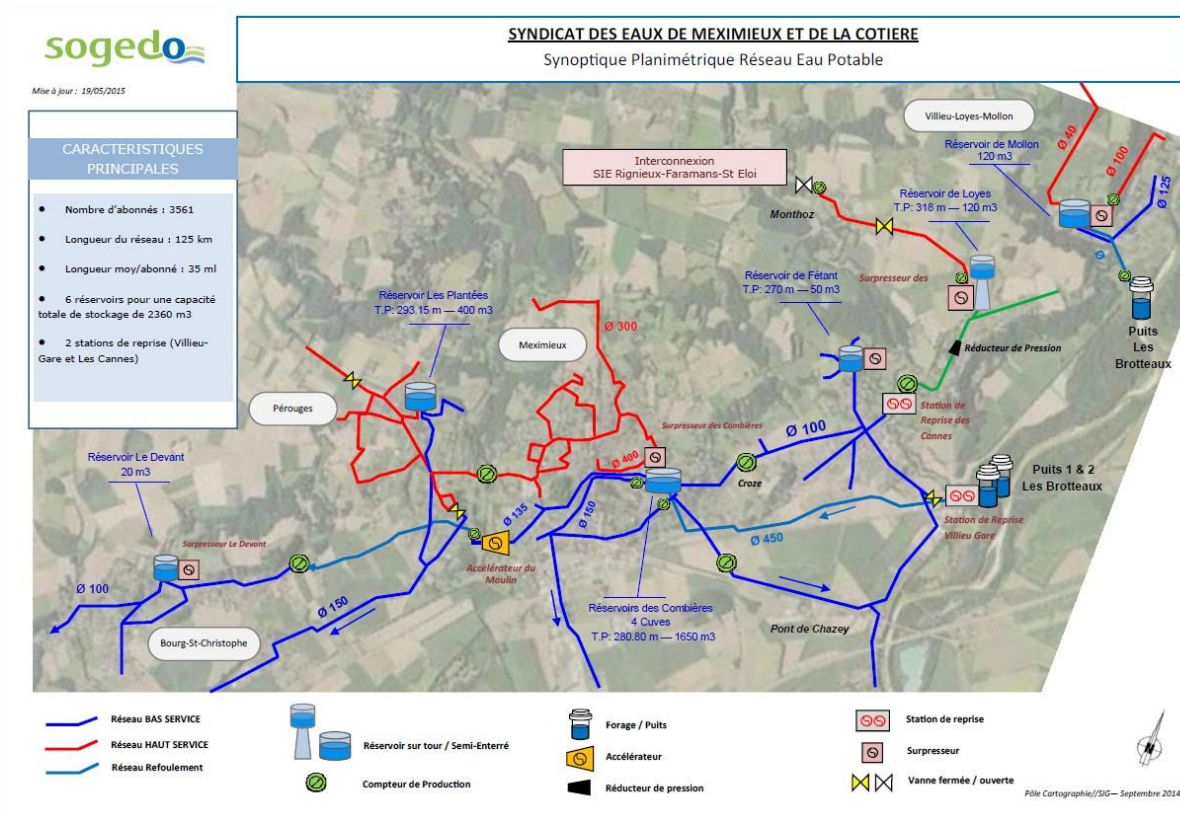 sogedo
Mise à jour : 19/05/2015
SYNDICAT DES EAUX DE MEXIMIEUX ET DE LA COTIERE
Synoptique Planimétrique Réseau Eau Potable
CARACTERISTIQUES
PRINCIPALES
• Nombre d'abonnés : 3561
• Longueur du réseau : 125 km
• Longueur moy/abonné : 35 ml
• 6 réservoirs pour une capacité
totale de stockage de 2360 m3
• 2 stations de reprise (Villieu-
Gare et Les Cannes)
Villieu-Loyes-Mollon
Réservoir de Mollon
120 m3
Ø 40
Ø 100
Ø 125
Ø
Interconnexion
SIE Rignieux-Faramans-St Eloi
Monthoz
Réservoir de Loyes
T.P: 318 m — 120 m3
Surpresseur des
Puits
Les
Brotteaux
Réservoir de Fétant
T.P: 270 m — 50 m3
Réducteur de Pression
Réservoir Les Plantées
T.P: 293.15 m — 400 m3
Ø 300
Meximieux
Pérouges
Station de
Reprise des
Cannes
Surpresseur des Combières
Ø 100
Ø 400
Croze
Puits 1 & 2
Les Brotteaux
Station de Reprise
Villieu Gare
Réservoir Le Devant
20 m3
Ø 135
Ø 150
Ø 450
Surpresseur Le Devant
Accélérateur du
Moulin
Ø 100
Ø 150
Réservoirs des Combières
4 Cuves
T.P: 280.80 m — 1650 m3
Pont de Chazey
Bourg-St-Christophe
Réseau BAS SERVICE
Réseau HAUT SERVICE
Réseau Refoulement
Réservoir sur tour / Semi-Enterré
Compteur de Production
Forage / Puits
Accélérateur
Réducteur de pression
Station de reprise
Surpresseur
Vanne fermée / ouverte
Pôle Cartographie//SIG— Septembre 2014